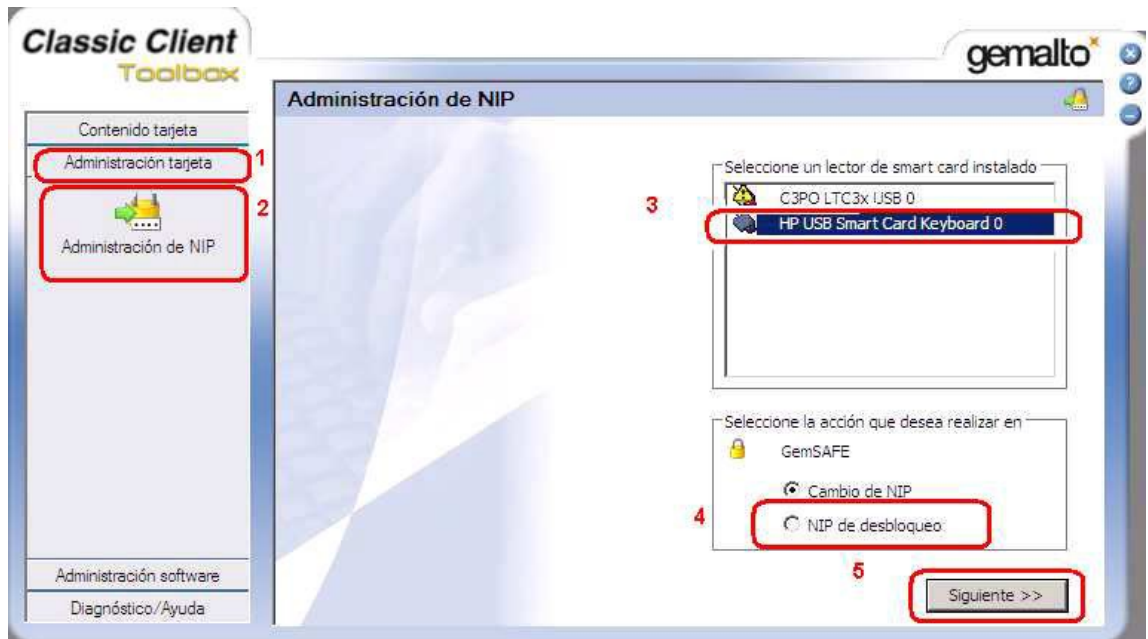 Classic Client
Toolbox
gemalto
Administración de NIP
Contenido tarjeta
Administración tarjeta
1
Administración de NIP
2
Seleccione un lector de smart card instalado
C3PO LTC3x USB 0
3
HP USB Smart Card Keyboard 0
Seleccione la acción que desea realizar en
GemSAFE
Cambio de NIP
4
NIP de desbloqueo
5
Siguiente >>
Administración software
Diagnóstico/Ayuda